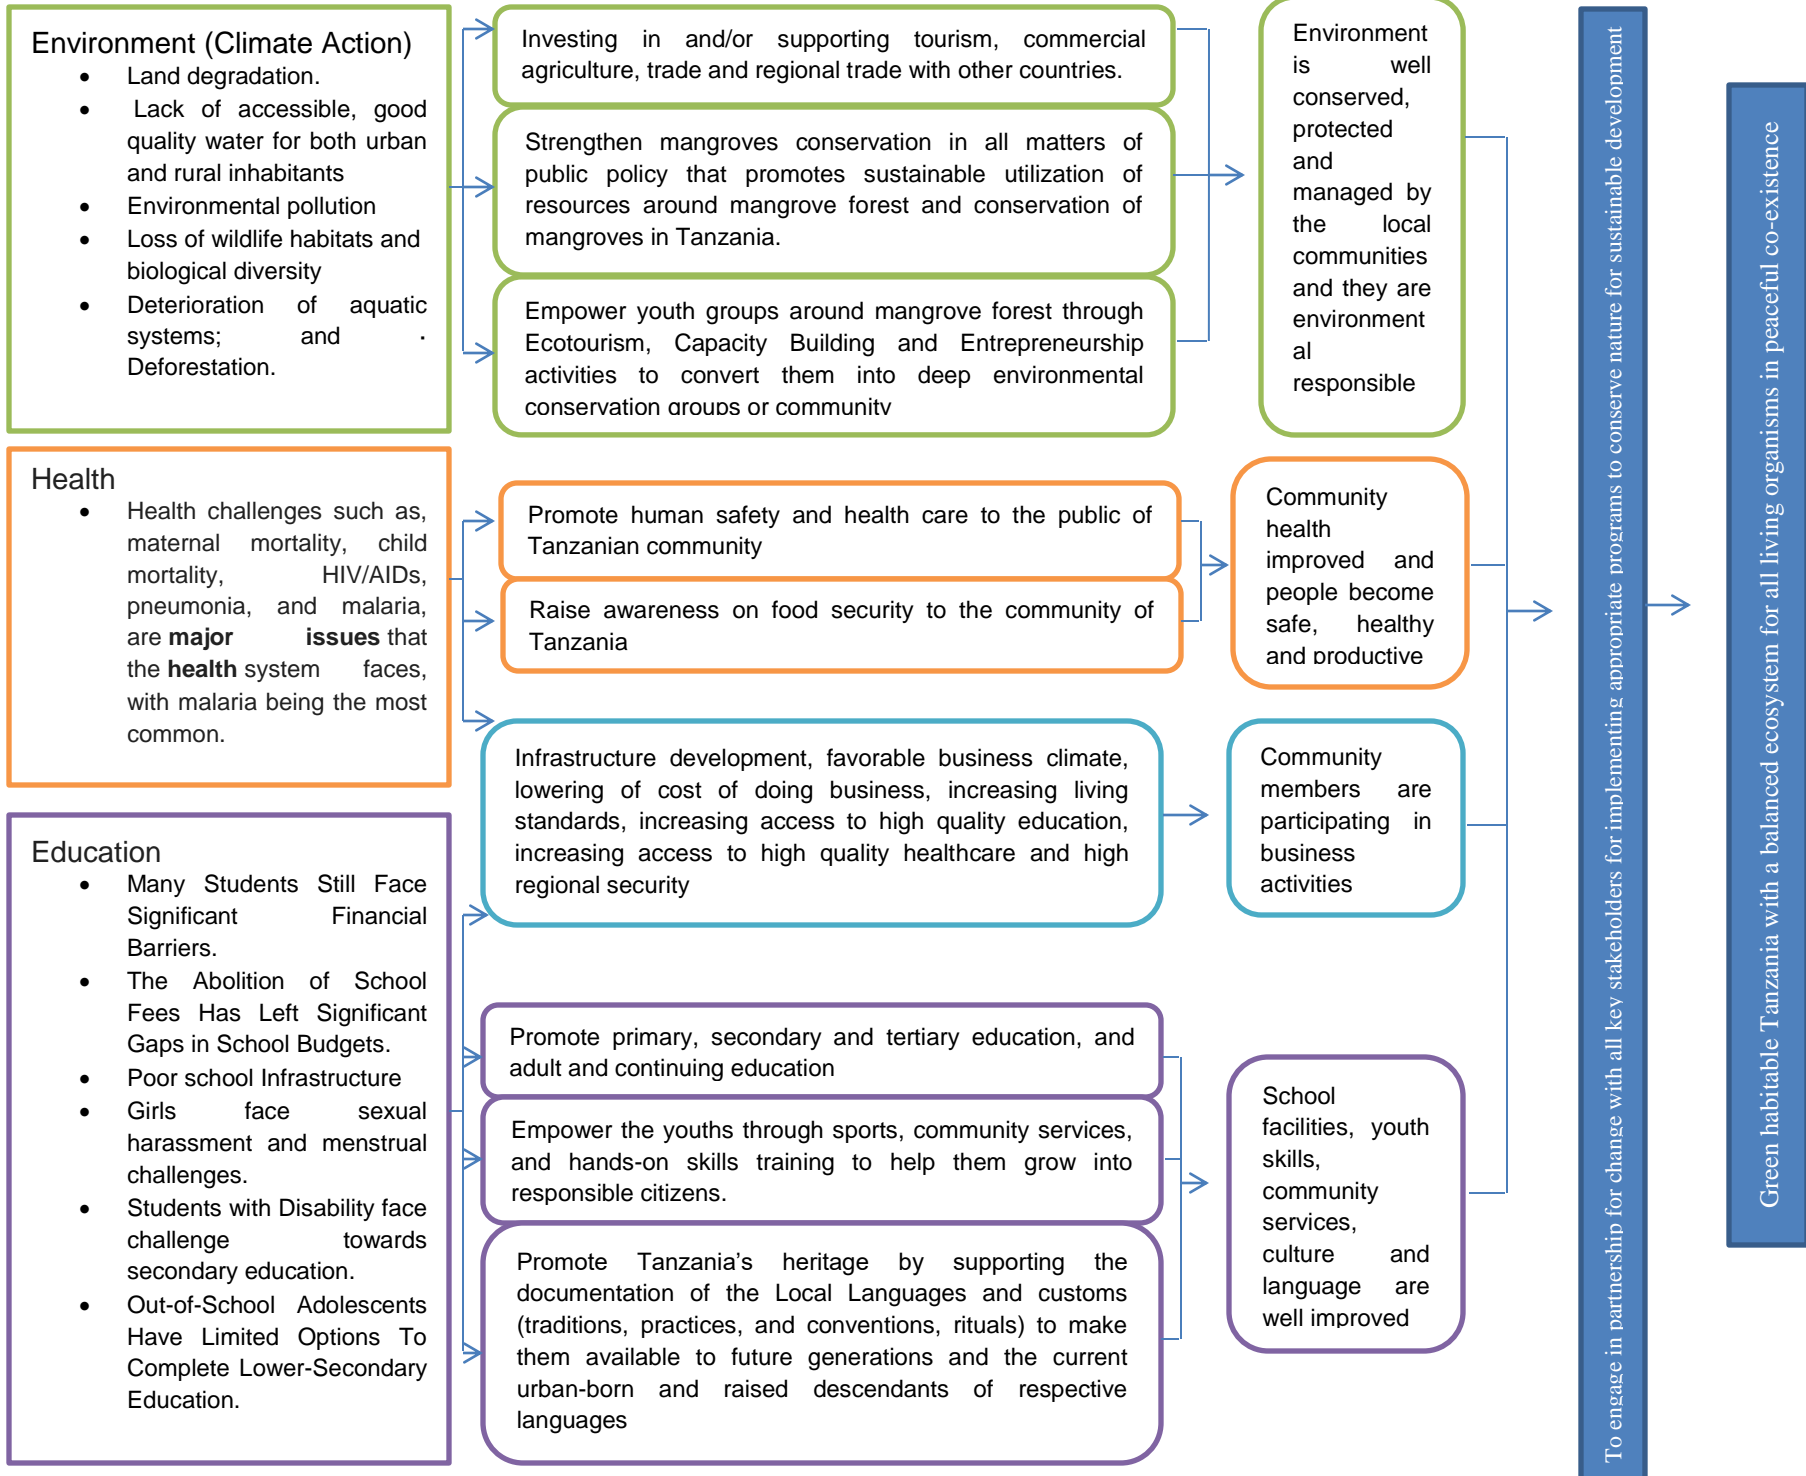 Environment (Climate Action)
• Land degradation.
• Lack of accessible, good
quality water for both urban
and rural inhabitants
• Environmental pollution
• Loss of wildlife habitats and
biological diversity
• Deterioration of aquatic
systems; and ·
Deforestation.
Investing in and/or supporting tourism, commercial
agriculture, trade and regional trade with other countries.
Strengthen mangroves conservation in all matters of
public policy that promotes sustainable utilization of
resources around mangrove forest and conservation of
mangroves in Tanzania.
Empower youth groups around mangrove forest through
Ecotourism, Capacity Building and Entrepreneurship
activities to convert them into deep environmental
conservation groups or community
Environment
is well
conserved,
protected
and
managed by
the local
communities
and they are
environment
al
responsible
Health
• Health challenges such as,
maternal mortality, child
mortality, HIV/AIDs,
pneumonia, and malaria,
are major issues that
the health system faces,
with malaria being the most
common.
Promote human safety and health care to the public of
Tanzanian community
Raise awareness on food security to the community of
Tanzania
Community
health
improved and
people become
safe, healthy
and productive
Infrastructure development, favorable business climate,
lowering of cost of doing business, increasing living
standards, increasing access to high quality education,
increasing access to high quality healthcare and high
regional security
Community
members are
participating in
business
activities
Education
• Many Students Still Face
Significant Financial
Barriers.
• The Abolition of School
Fees Has Left Significant
Gaps in School Budgets.
• Poor school Infrastructure
• Girls face sexual
harassment and menstrual
challenges.
• Students with Disability face
challenge towards
secondary education.
• Out-of-School Adolescents
Have Limited Options To
Complete Lower-Secondary
Education.
Promote primary, secondary and tertiary education, and
adult and continuing education
Empower the youths through sports, community services,
and hands-on skills training to help them grow into
responsible citizens.
Promote Tanzania’s heritage by supporting the
documentation of the Local Languages and customs
(traditions, practices, and conventions, rituals) to make
them available to future generations and the current
urban-born and raised descendants of respective
languages
School
facilities, youth
skills,
community
services,
culture and
language are
well improved
To engage in partnership for change with all key stakeholders for implementing appropriate programs to conserve nature for sustainable development
Green habitable Tanzania with a balanced ecosystem for all living organisms in peaceful co-existence